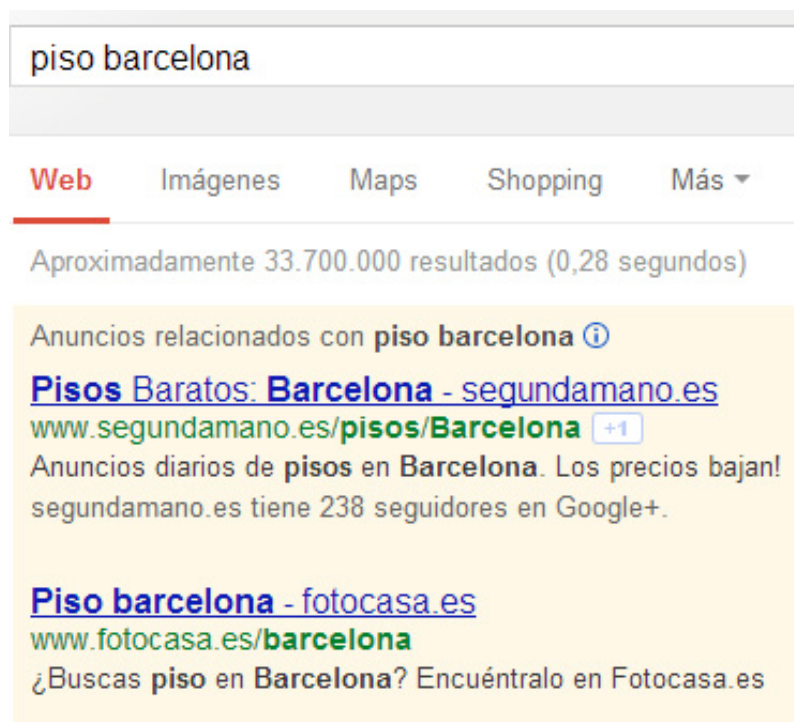 piso barcelona
Web Imágenes Maps Shopping Más
Aproximadamente 33.700.000 resultados (0,28 segundos)
Anuncios relacionados con piso barcelona
Pisos Baratos: Barcelona - segundamano.es
www.segundamano.es/pisos/Barcelona +1
Anuncios diarios de pisos en Barcelona. Los precios bajan!
segundamano.es tiene 238 seguidores en Google+.
Piso barcelona - fotocasa.es
www.fotocasa.es/barcelona
¿Buscas piso en Barcelona? Encuéntralo en Fotocasa.es